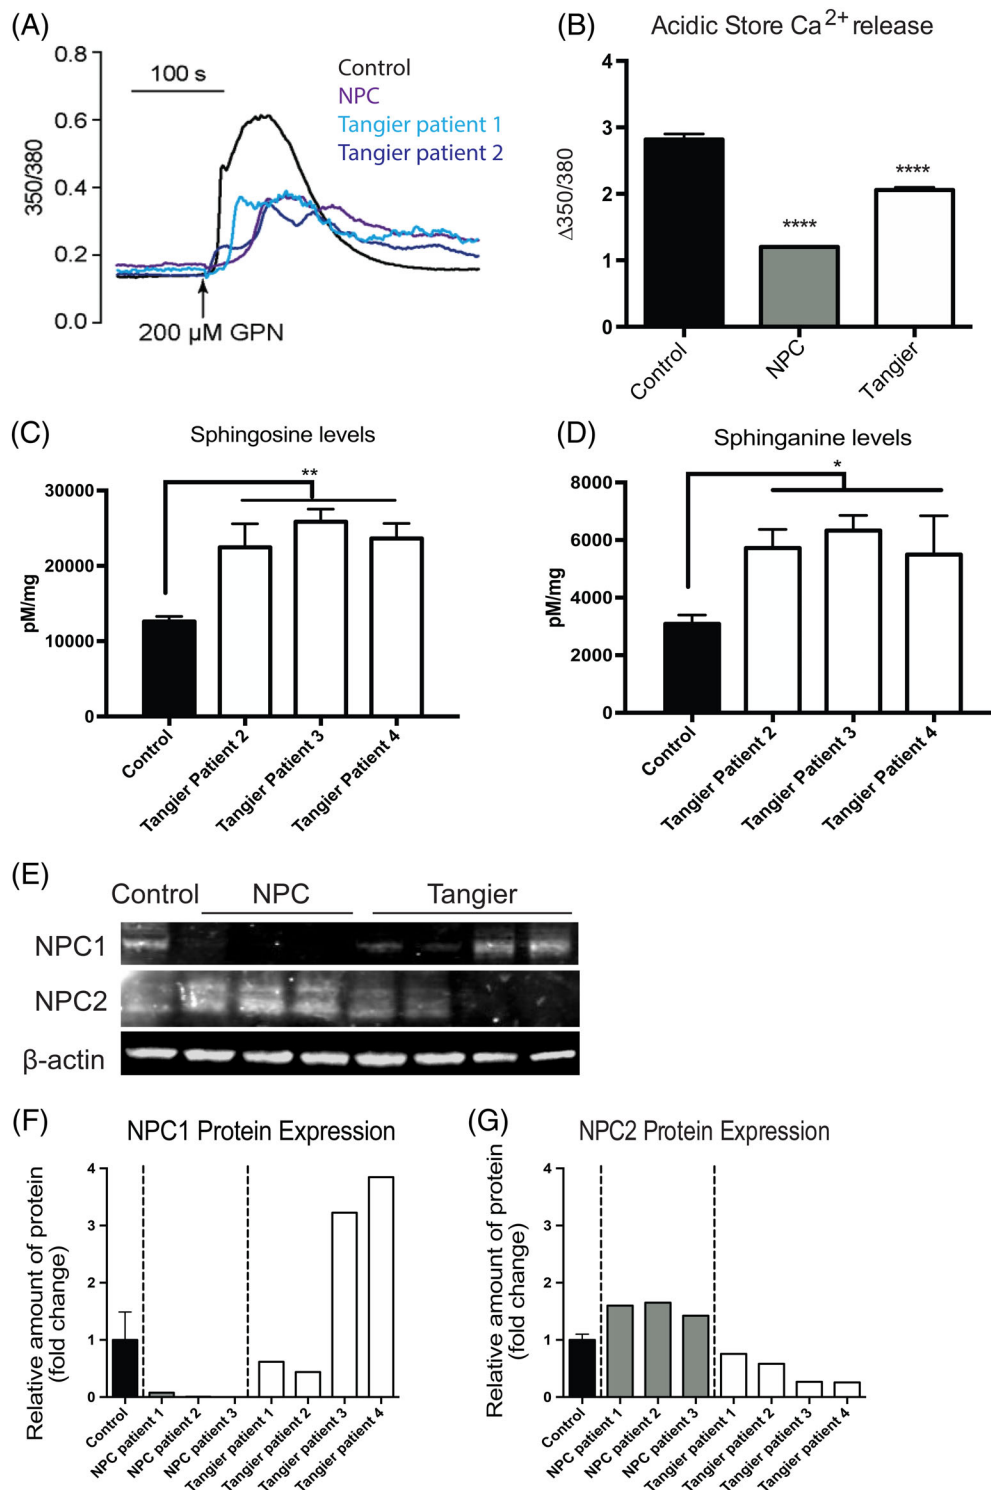 (A)
0.8
0.6
0.4
0.2
0.0
350/380
100 s
Control
NPC
Tangier patient 1
Tangier patient 2
200 µM GPN
(B)
Acidic Store Ca2+ release
4
3
2
1
0
Δ350/380
****
****
Control
NPC
Tangier
(C)
Sphingosine levels
**
30000
20000
10000
0
pM/mg
Control
Tangier Patient 2
Tangier Patient 3
Tangier Patient 4
(D)
Sphinganine levels
*
8000
6000
4000
2000
0
pM/mg
Control
Tangier Patient 2
Tangier Patient 3
Tangier Patient 4
(E)
Control NPC Tangier
NPC1
NPC2
β-actin
(F)
NPC1 Protein Expression
Relative amount of protein
(fold change)
4
3
2
1
0
Control
NPC patient 1
NPC patient 2
NPC patient 3
Tangier patient 1
Tangier patient 2
Tangier patient 3
Tangier patient 4
(G)
NPC2 Protein Expression
Relative amount of protein
(fold change)
4
3
2
1
0
Control
NPC patient 1
NPC patient 2
NPC patient 3
Tangier patient 1
Tangier patient 2
Tangier patient 3
Tangier patient 4